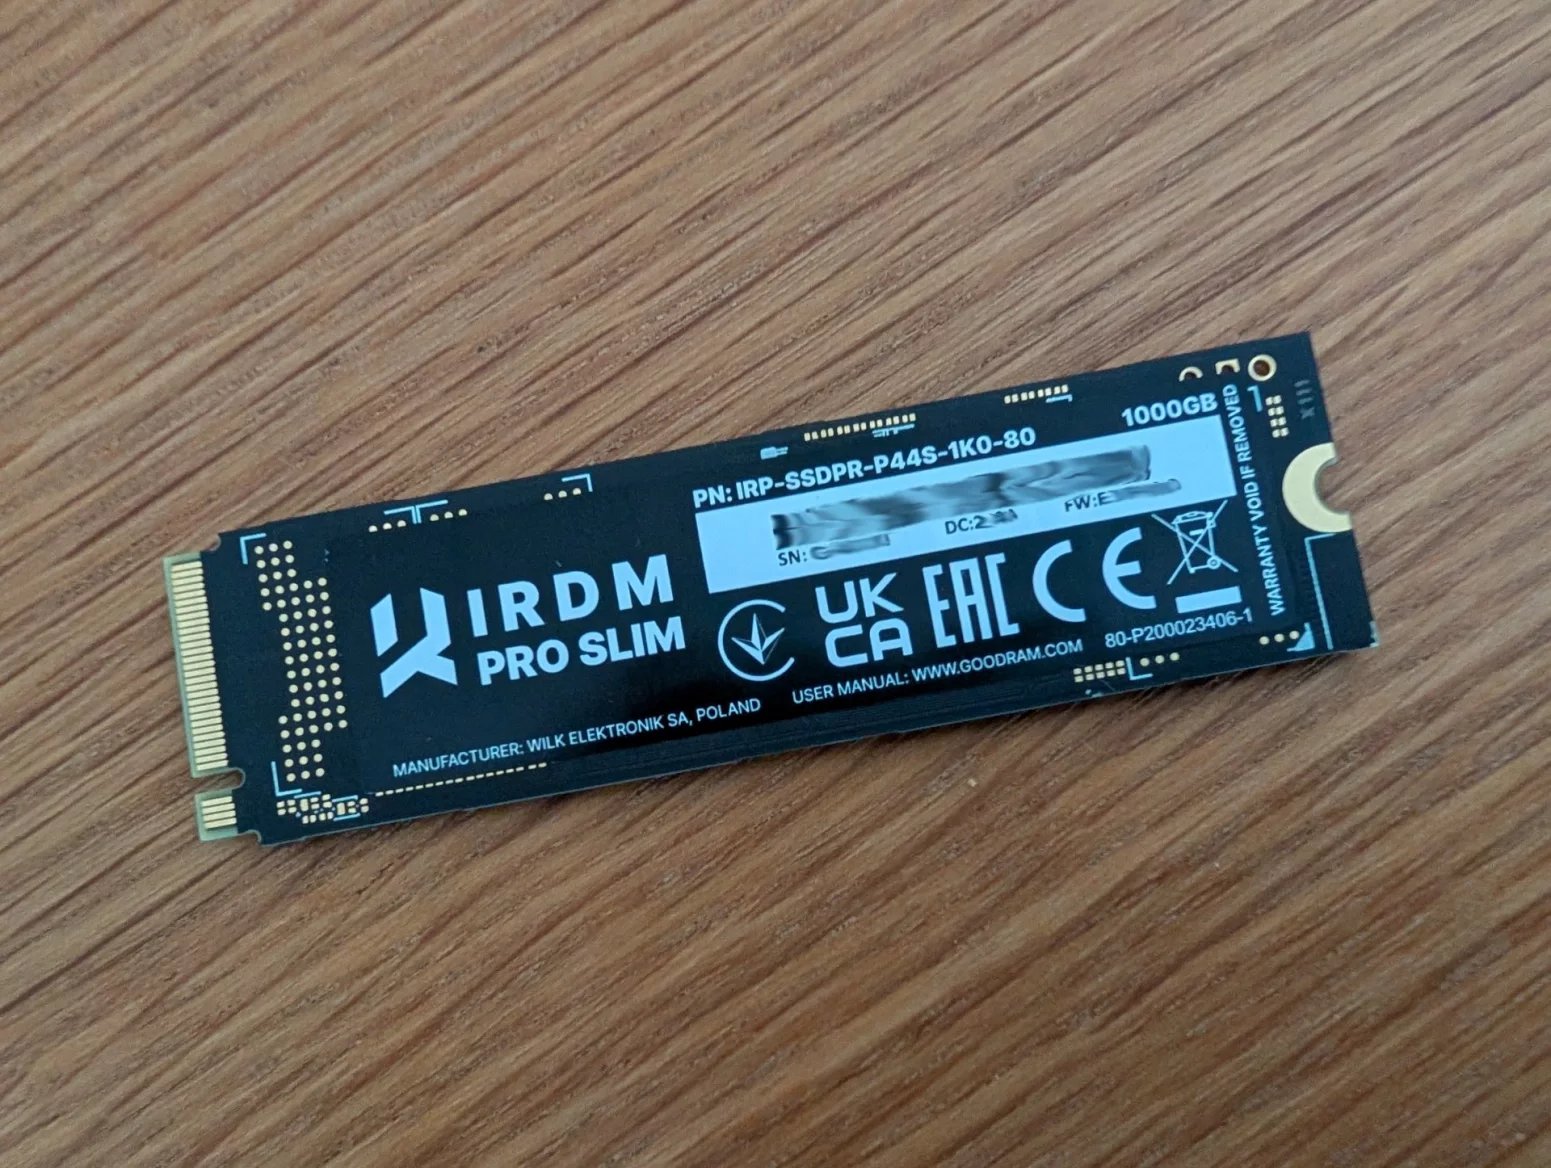 PN: IRP-SSDPR-P44S-1K0-80
1000GB
SN: G
DC:2
FW:E
IRDM
PRO SLIM
UK
CA
EAC
CE
80-P200023406-1
MANUFACTURER: WILK ELEKTRONIK SA, POLAND
USER MANUAL: WWW.GOODRAM.COM
WARRANTY VOID IF REMOVED